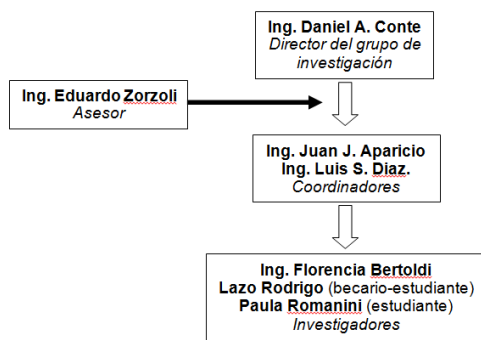 Ing. Daniel A. Conte
Director del grupo de
investigación
Ing. Eduardo Zorzoli
Asesor
Ing. Juan J. Aparicio
Ing. Luis S. Diaz.
Coordinadores
Ing. Florencia Bertoldi
Lazo Rodrigo (becario-estudiante)
Paula Romanini (estudiante)
Investigadores